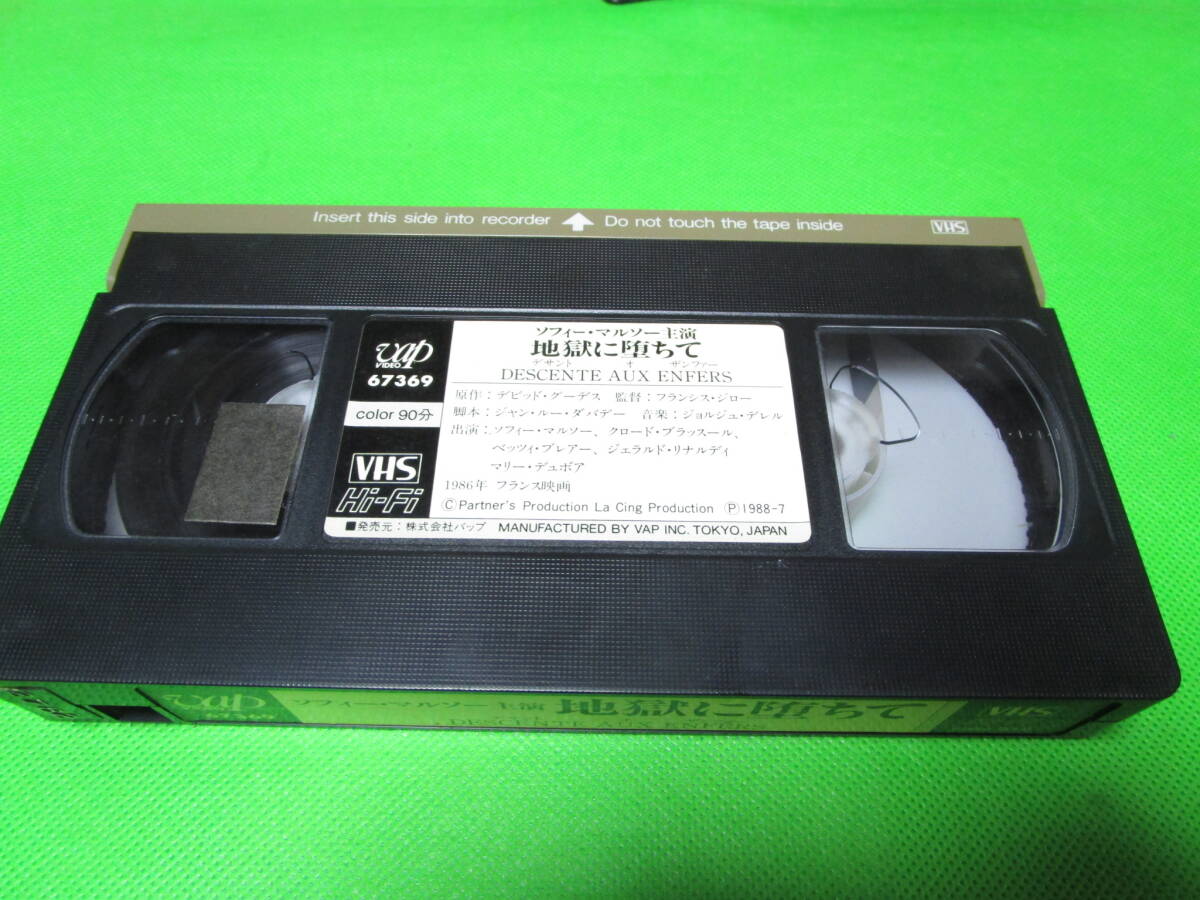 Insert this side into recorder Do not touch the tape inside VHS
vap
VIDEO
67369
color 90分
VHS
Hi-Fi
ソフィー・マルソー主演
地獄に堕ちて
デサント オ ザンファー
DESCENTE AUX ENFERS
原作:デビッド・グーデス 監督:フランシス・ジロー
脚本:ジャン・ルー・ダバデー 音楽:ジョルジュ・デレル
出演:ソフィー・マルソー、クロード・ブラッスール、
ベッツィ・ブレアー、ジェラルド・リナルディ
マリー・デュボア
1986年 フランス映画
©Partner's Production La Cing Production Ⓟ1988-7
■発売元:株式会社バップ MANUFACTURED BY VAP INC. TOKYO, JAPAN
vap ソフィー・マルソー主演 地獄に堕ちて VHS
DESCENTE AUX ENFERS